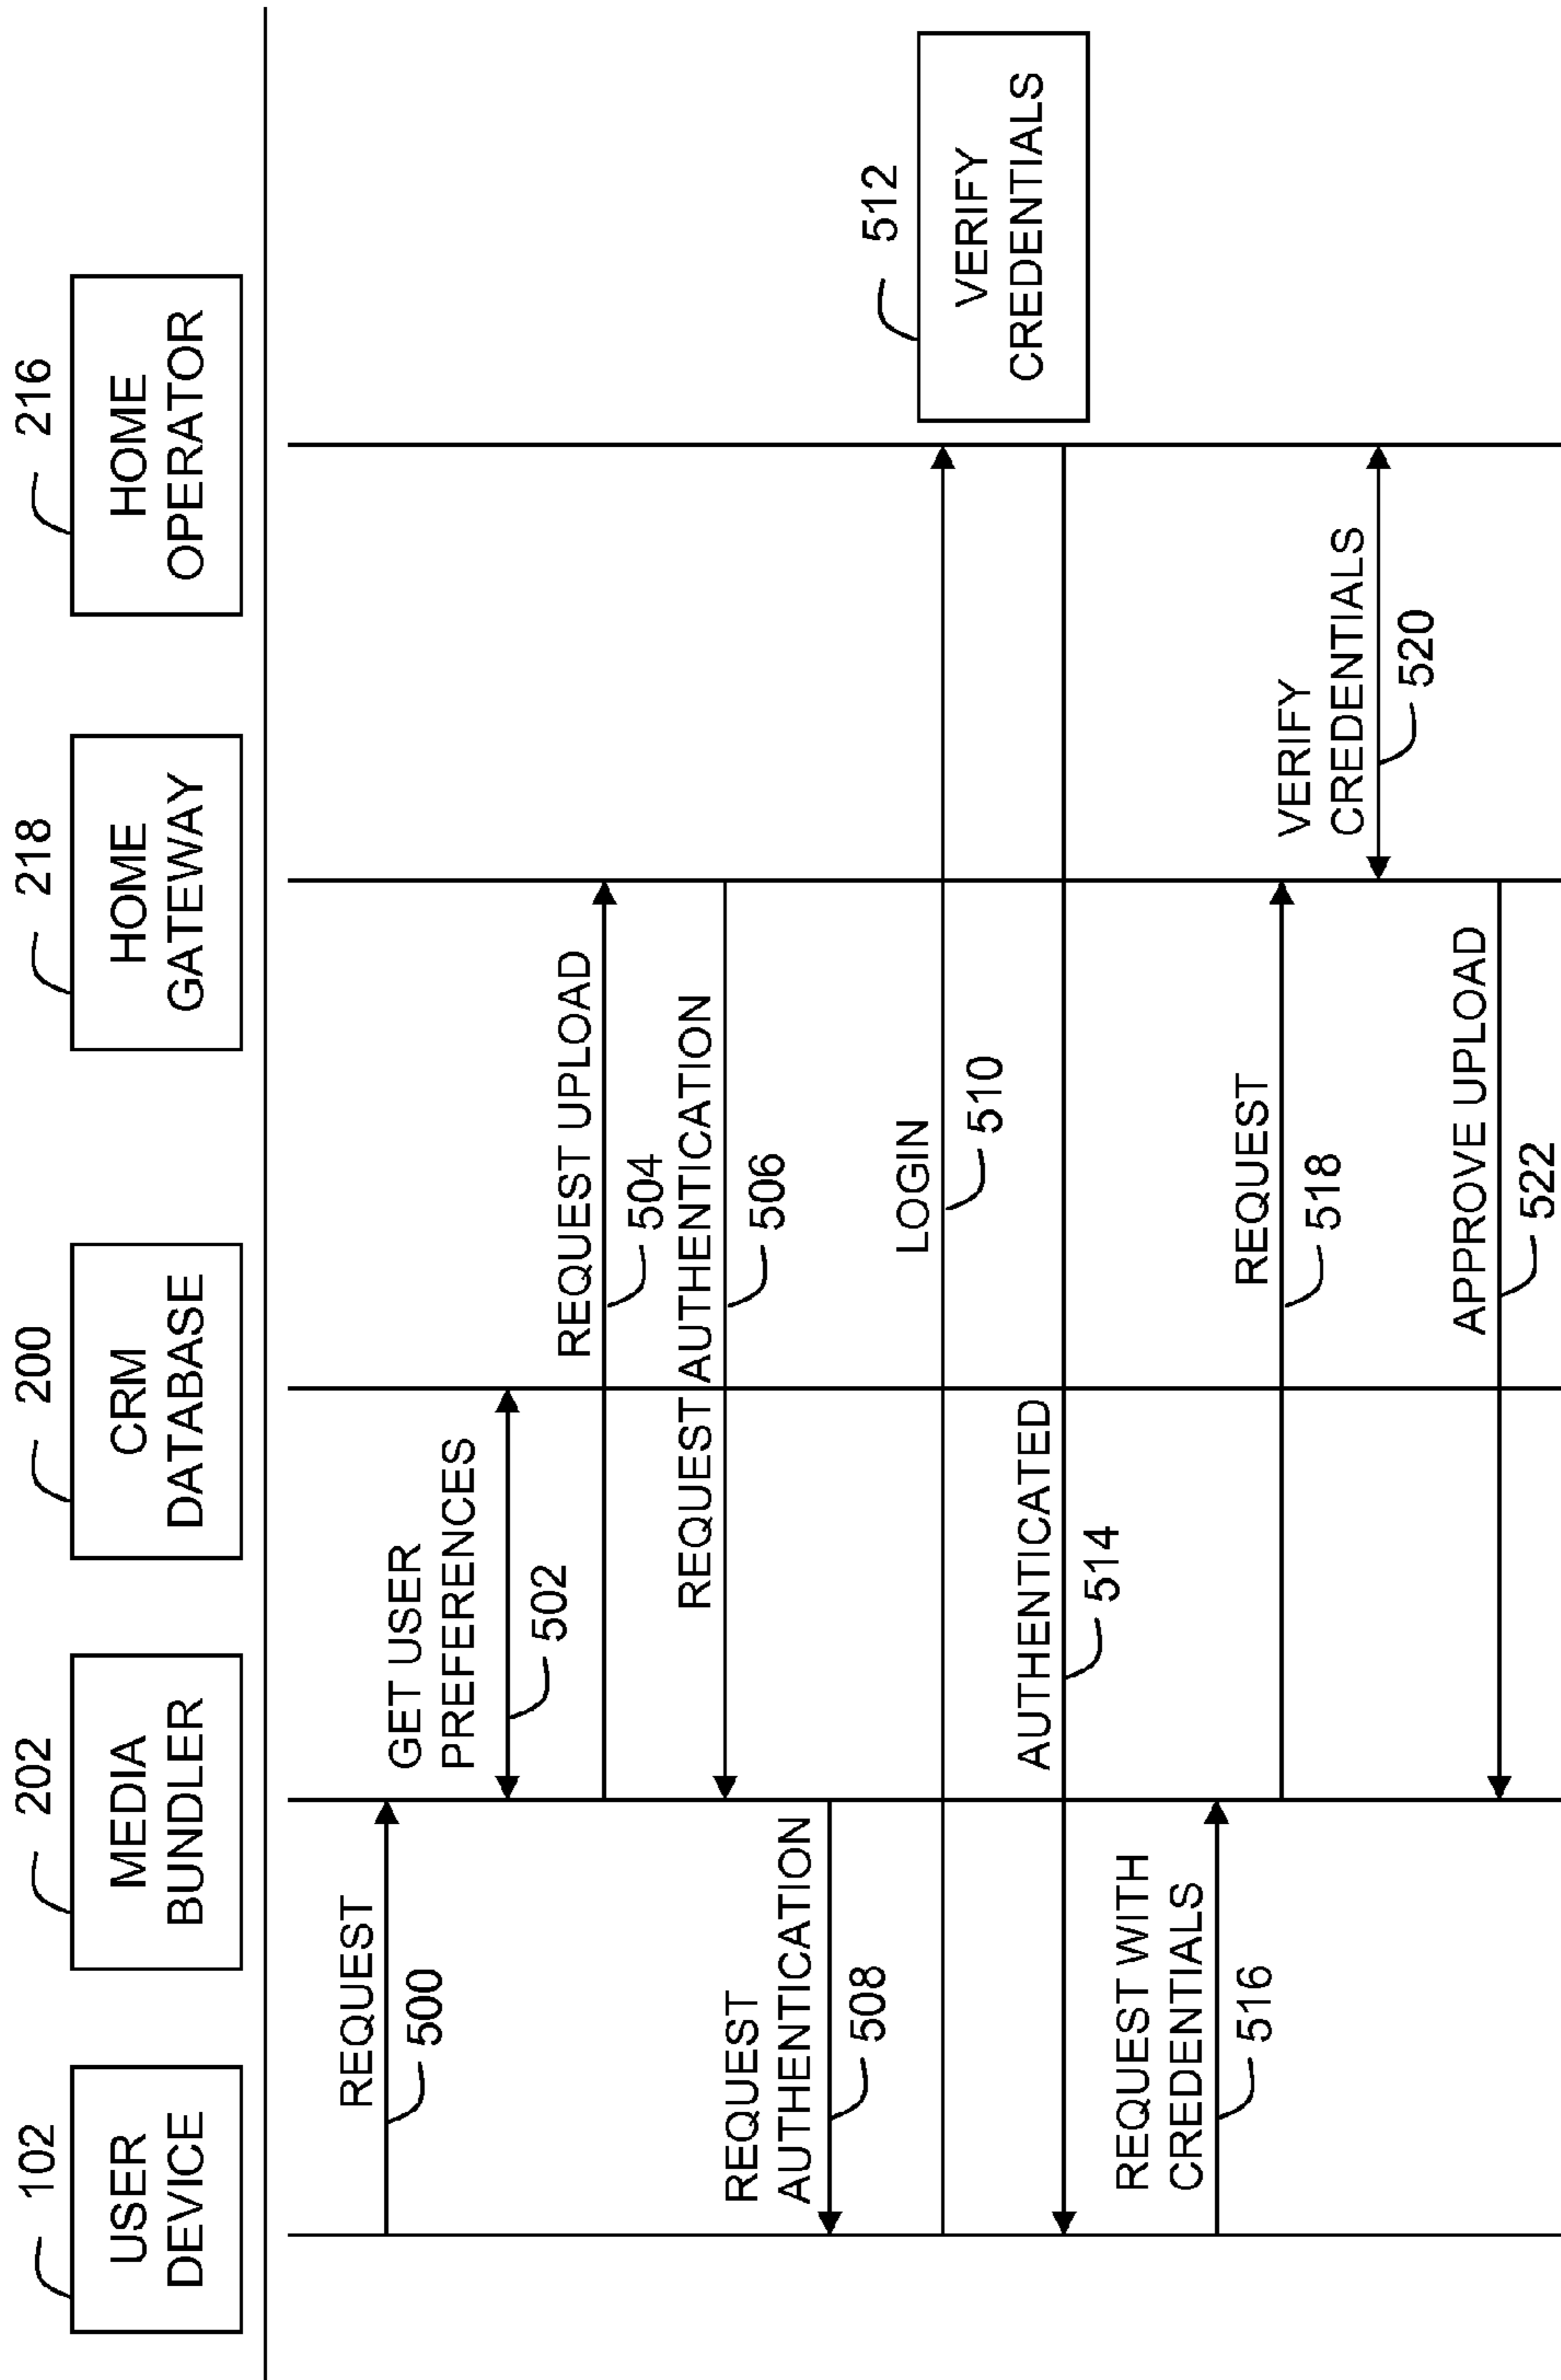 102
USER
DEVICE
202
MEDIA
BUNDLER
200
CRM
DATABASE
218
HOME
GATEWAY
216
HOME
OPERATOR
REQUEST
500
GET USER
PREFERENCES
502
REQUEST UPLOAD
504
REQUEST AUTHENTICATION
506
REQUEST
AUTHENTICATION
508
LOGIN
510
512
VERIFY
CREDENTIALS
AUTHENTICATED
514
REQUEST WITH
CREDENTIALS
516
REQUEST
518
VERIFY
CREDENTIALS
520
APPROVE UPLOAD
522